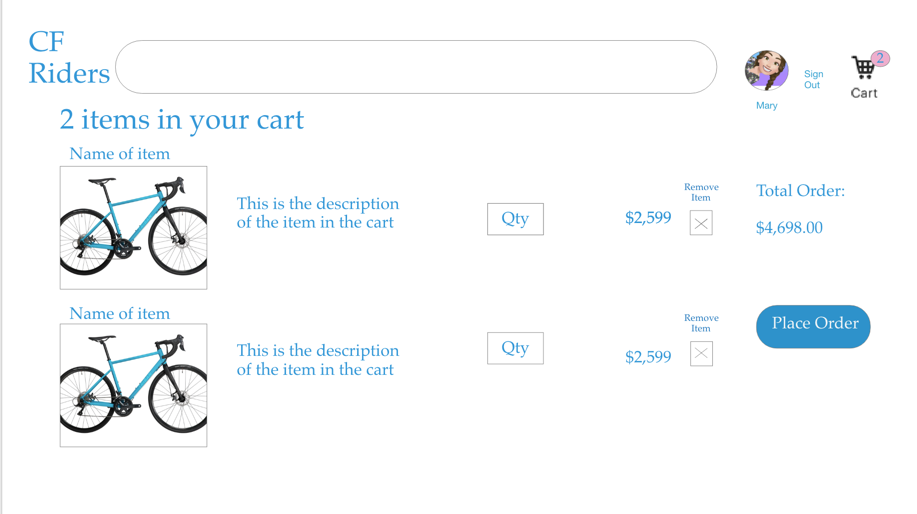 CF
Riders
2
Sign
Out
Cart
Mary
2 items in your cart
Name of item
This is the description
of the item in the cart
Qty
$2,599
Remove
Item
Total Order:
$4,698.00
Name of item
This is the description
of the item in the cart
Qty
$2,599
Remove
Item
Place Order